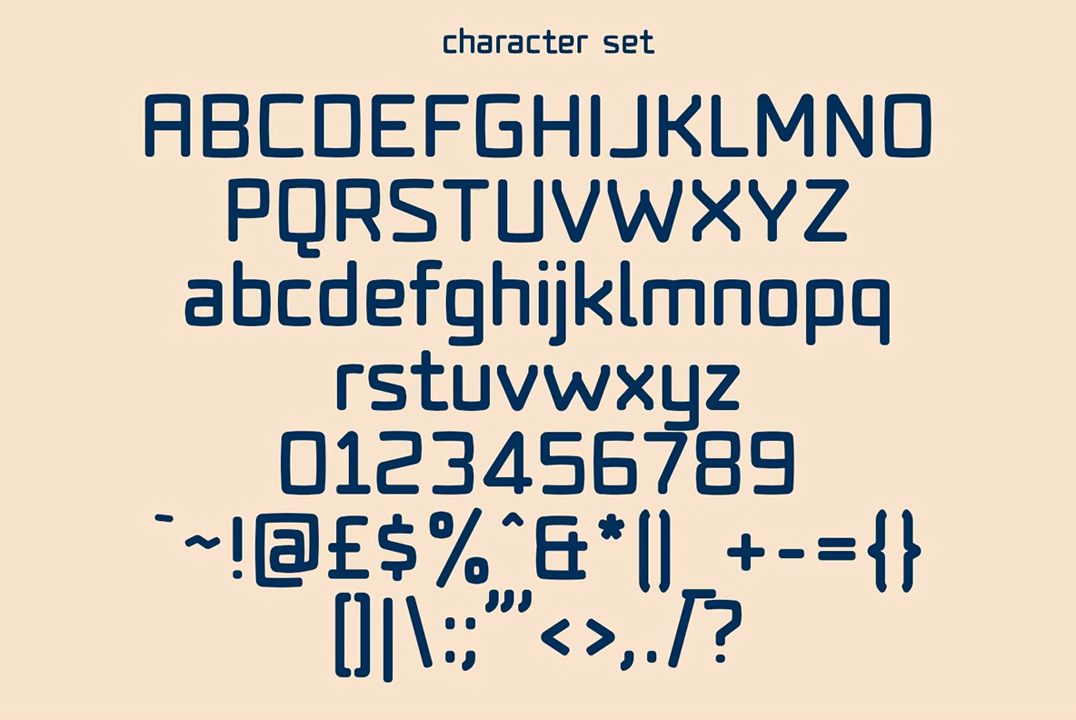 character set
ABCDEFGHIJKLMNO
PQRSTUVWXYZ
abcdefghijklmnopq
rstuvwxyz
0123456789
`~!@£$%^&*()_+-={}
[]|\:;"'<>,./?